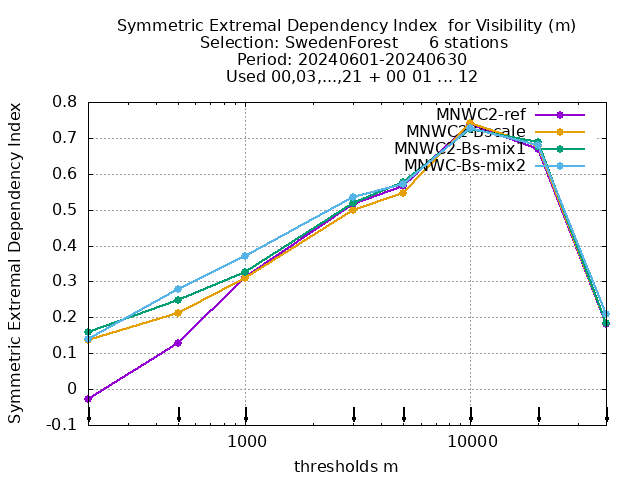 Symmetric Extremal Dependency Index  for Visibility (m)
Selection: SwedenForest      6 stations
Period: 20240601-20240630
Used 00,03,...,21 + 00 01 ... 12
Symmetric Extremal Dependency Index
0.8
0.7
0.6
0.5
0.4
0.3
0.2
0.1
0
-0.1
MNWC2-ref
MNWC2-Bscale
MNWC2-Bs-mix1
MNWC-Bs-mix2
1000
10000
thresholds m